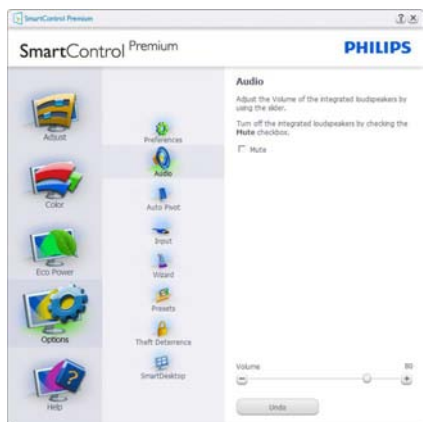 SmartControl Premium
SmartControl Premium
PHILIPS
Adjust
Color
Eco Power
Options
Help
Preferences
Audio
Auto Pivot
Input
Wizard
Presets
Theft Deterrence
SmartDesktop
Audio
Adjust the Volume of the integrated loudspeakers by
using the slider.
Turn off the integrated loudspeakers by checking the
Mute checkbox.
Mute
Volume 80
Undo